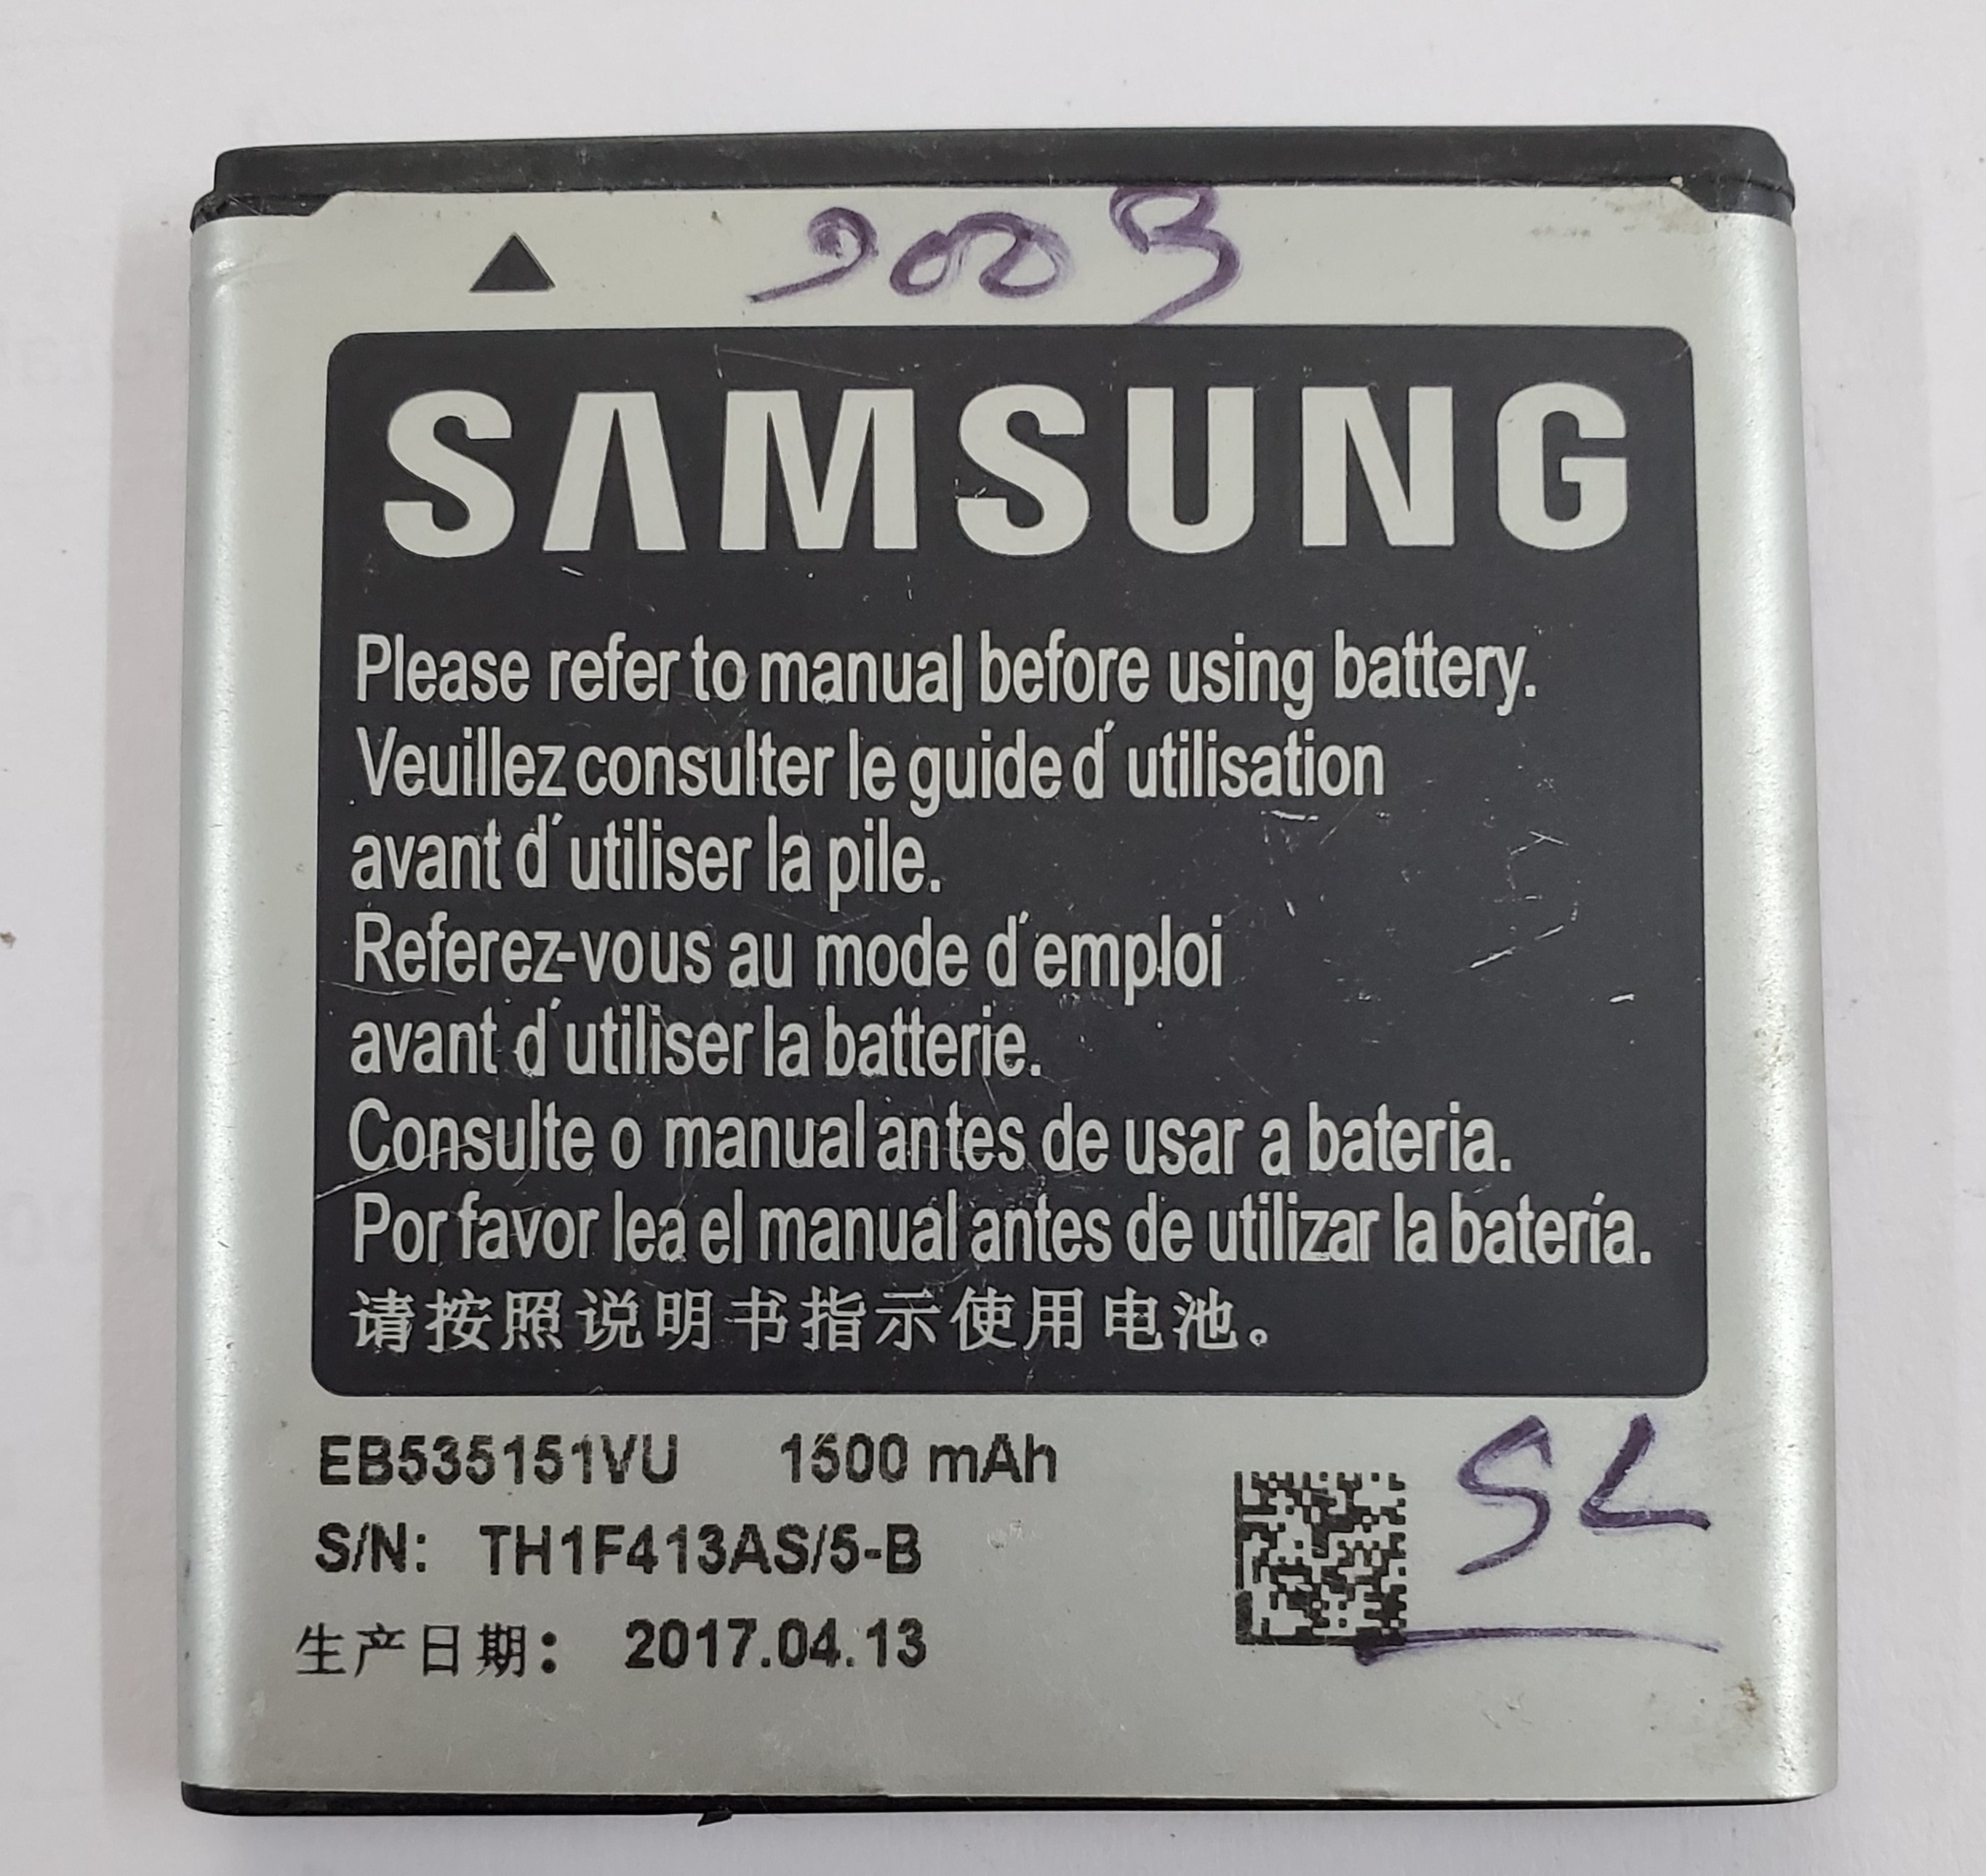 9003
SAMSUNG
Please refer to manual before using battery.
Veuillez consulter le guide d' utilisation
avant d' utiliser la pile.
Referez-vous au mode d'emploi
avant d'utiliser la batterie.
Consulte o manual antes de usar a bateria.
Por favor lea el manual antes de utilizar la batería.
请按照说明书指示使用电池。
EB535151VU 1500 mAh
S/N: TH1F413AS/5-B
生产日期: 2017.04.13
SL